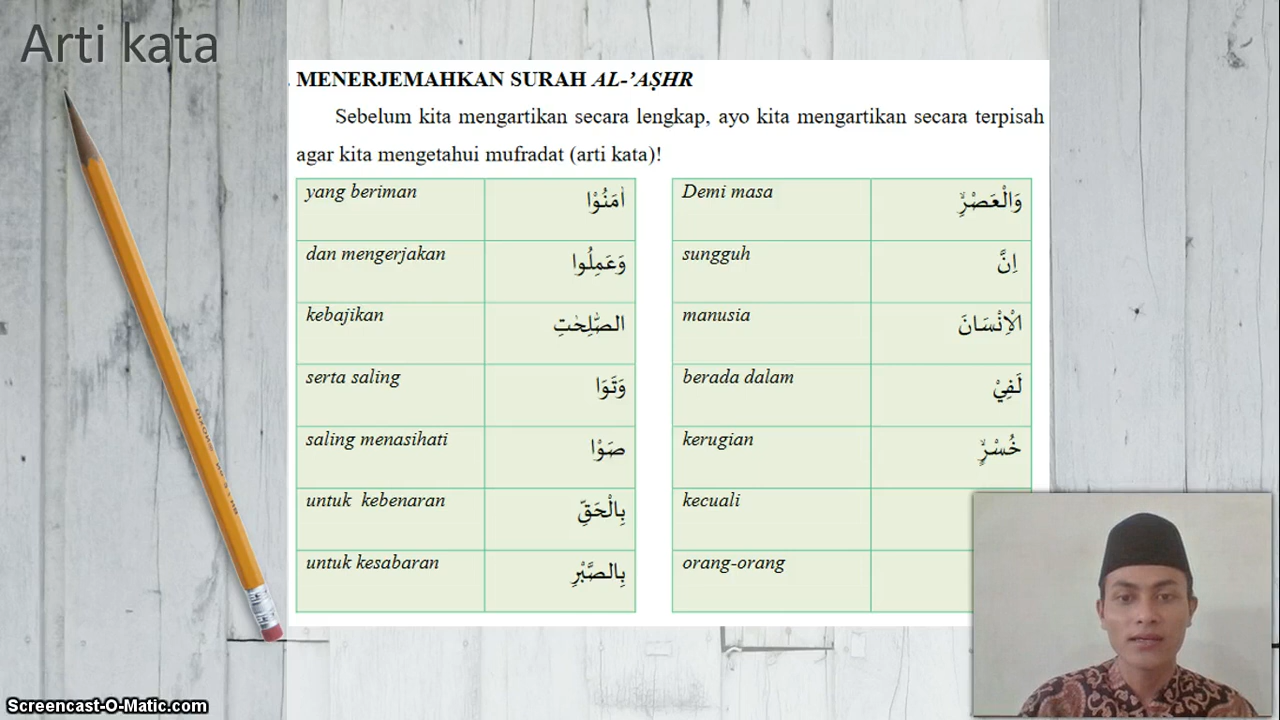 Arti kata
. MENERJEMAHKAN SURAH AL-'AṢHR
Sebelum kita mengartikan secara lengkap, ayo kita mengartikan secara terpisah
agar kita mengetahui mufradat (arti kata)!
yang beriman اٰمَنُوْا
dan mengerjakan وَعَمِلُوا
kebajikan الصّٰلِحٰتِ
serta saling وَتَوَا
saling menasihati صَوْا
untuk kebenaran بِالْحَقِّ
untuk kesabaran بِالصَّبْرِ
Demi masa وَالْعَصْرِۙ
sungguh اِنَّ
manusia الْاِنْسَانَ
berada dalam لَفِيْ
kerugian خُسْرٍۙ
kecuali
orang-orang
Screencast-O-Matic.com